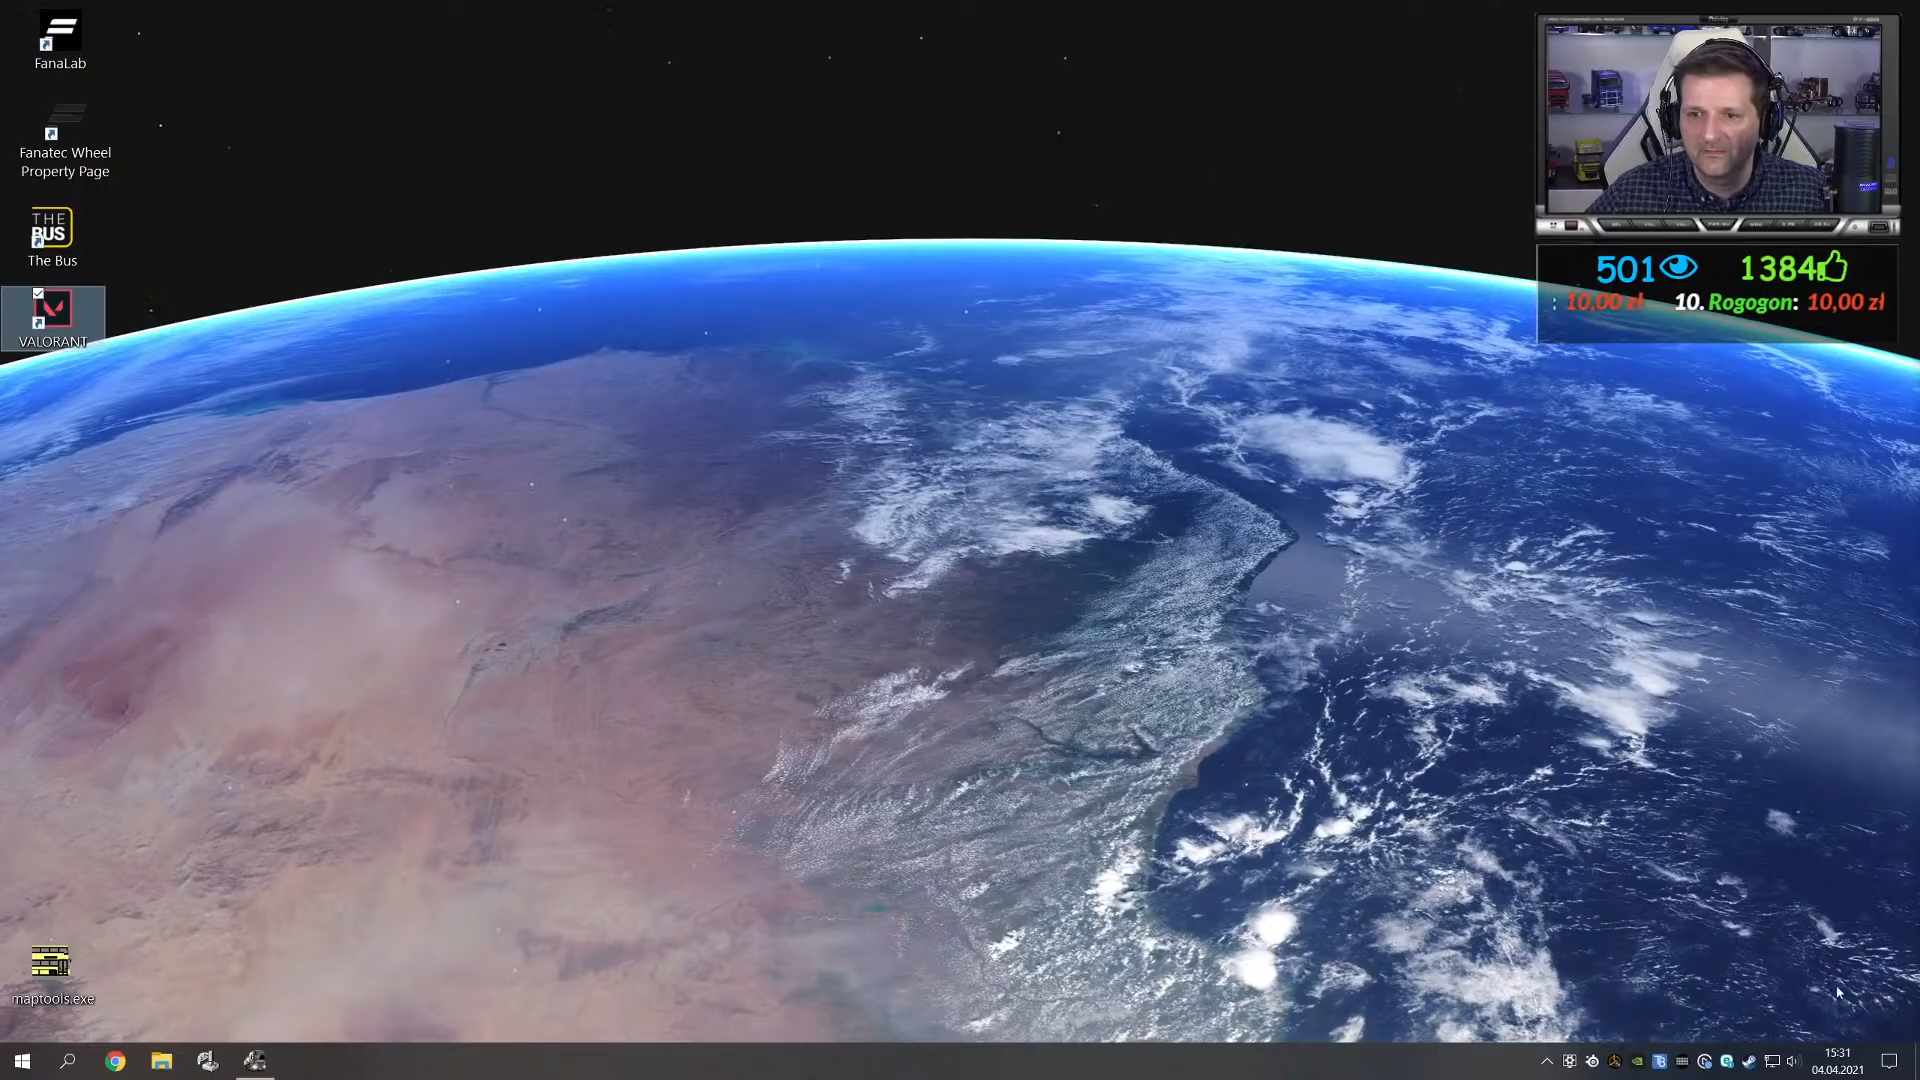 FanaLab
Fanatec Wheel
Property Page
THE
BUS
The Bus
VALORANT
501 1384
: 10,00 zł 10. Rogogon: 10,00 zł
maptools.exe
15:31
04.04.2021